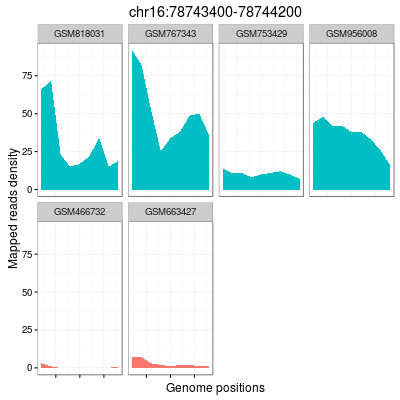 chr16:78743400-78744200
GSM818031 GSM767343 GSM753429 GSM956008
75
50
25
0
GSM466732 GSM663427
75
50
25
0
Mapped reads density
Genome positions